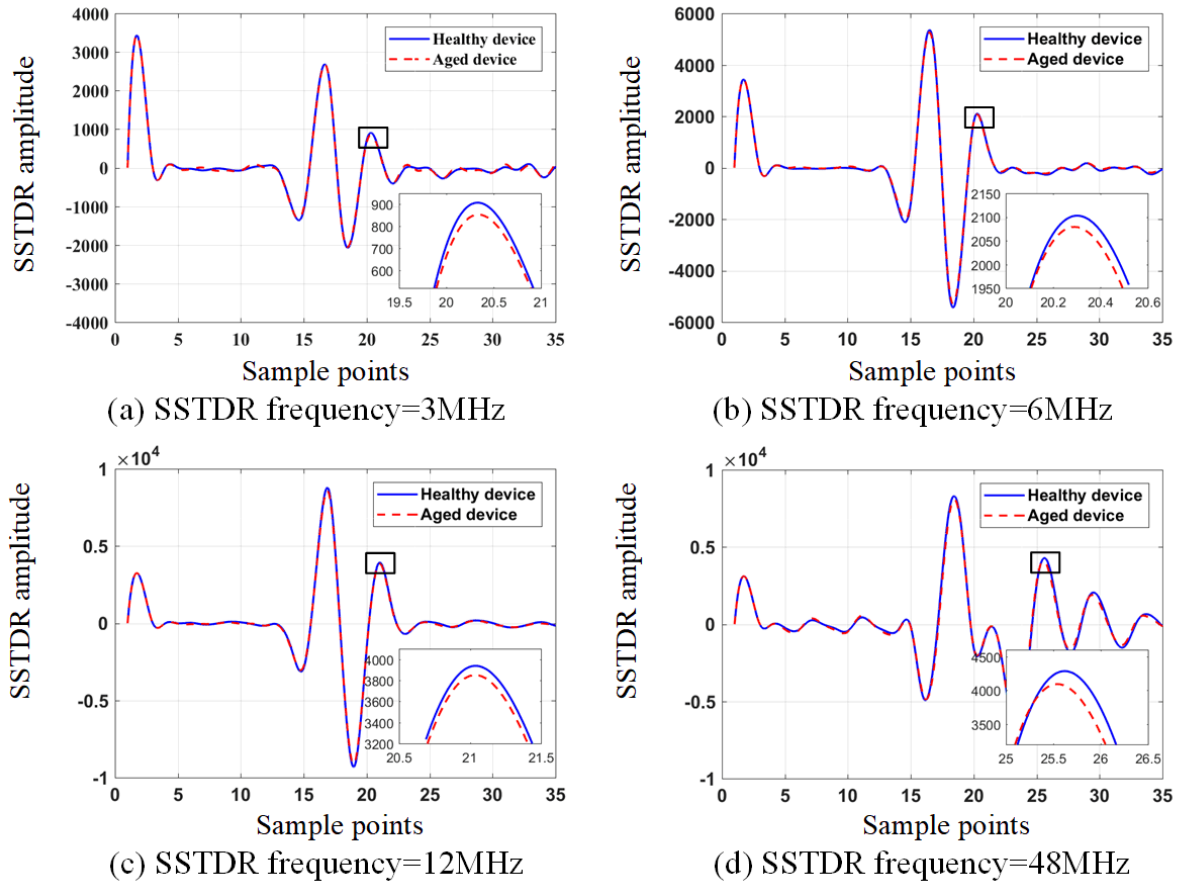 4000
3000
2000
1000
0
-1000
-2000
-3000
-4000
SSTDR amplitude
Healthy device
Aged device
900
800
700
600
19.5 20 20.5 21
0 5 10 15 20 25 30 35
Sample points
(a) SSTDR frequency=3MHz
6000
4000
2000
0
-2000
-4000
-6000
SSTDR amplitude
Healthy device
Aged device
2150
2100
2050
2000
1950
20 20.2 20.4 20.6
0 5 10 15 20 25 30 35
Sample points
(b) SSTDR frequency=6MHz
×10⁴
1
0.5
0
-0.5
-1
SSTDR amplitude
Healthy device
Aged device
4000
3800
3600
3400
3200
20.5 21 21.5
0 5 10 15 20 25 30 35
Sample points
(c) SSTDR frequency=12MHz
×10⁴
1
0.5
0
-0.5
-1
SSTDR amplitude
Healthy device
Aged device
4500
4000
3500
25 25.5 26 26.5
0 5 10 15 20 25 30 35
Sample points
(d) SSTDR frequency=48MHz